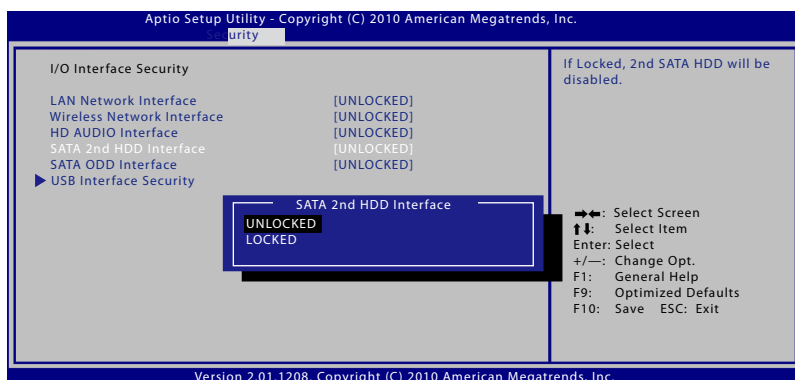 Aptio Setup Utility - Copyright (C) 2010 American Megatrends, Inc.
Security
I/O Interface Security
LAN Network Interface [UNLOCKED]
Wireless Network Interface [UNLOCKED]
HD AUDIO Interface [UNLOCKED]
SATA 2nd HDD Interface [UNLOCKED]
SATA ODD Interface [UNLOCKED]
USB Interface Security
SATA 2nd HDD Interface
UNLOCKED
LOCKED
If Locked, 2nd SATA HDD will be
disabled.
→←: Select Screen
↑↓: Select Item
Enter: Select
+/—: Change Opt.
F1: General Help
F9: Optimized Defaults
F10: Save ESC: Exit
Version 2.01.1208. Copyright (C) 2010 American Megatrends, Inc.